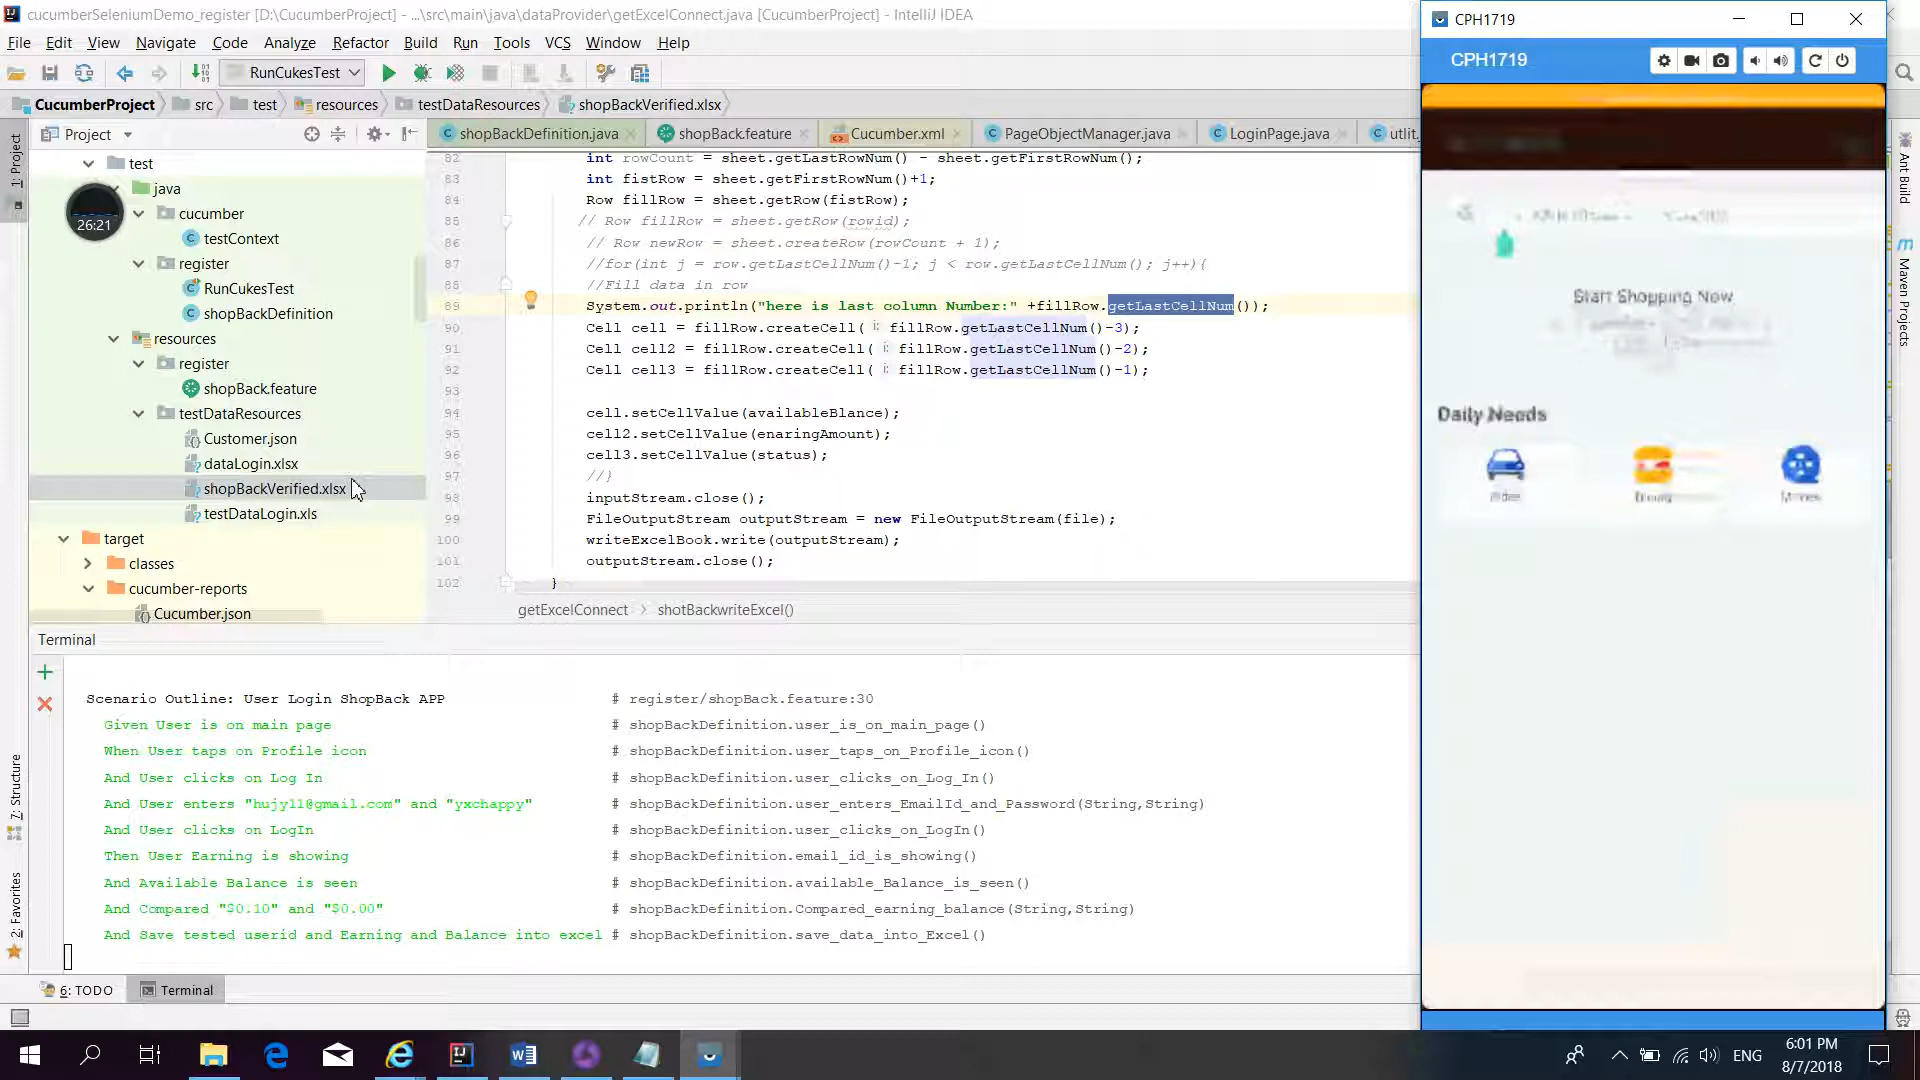 cucumberSeleniumDemo_register [D:\CucumberProject] - ...\src\main\java\dataProvider\getExcelConnect.java [CucumberProject] - IntelliJ IDEA
File Edit View Navigate Code Analyze Refactor Build Run Tools VCS Window Help
RunCukesTest
CucumberProject src test resources testDataResources shopBackVerified.xlsx
Project
shopBackDefinition.java shopBack.feature Cucumber.xml PageObjectManager.java LoginPage.java utlit.
1: Project
test
java
26:21
cucumber
testContext
register
RunCukesTest
shopBackDefinition
resources
register
shopBack.feature
testDataResources
Customer.json
dataLogin.xlsx
shopBackVerified.xlsx
testDataLogin.xls
target
classes
cucumber-reports
Cucumber.json
82 int rowCount = sheet.getLastRowNum() - sheet.getFirstRowNum();
83 int fistRow = sheet.getFirstRowNum()+1;
84 Row fillRow = sheet.getRow(fistRow);
85 // Row fillRow = sheet.getRow(rowid);
86 // Row newRow = sheet.createRow(rowCount + 1);
87 //for(int j = row.getLastCellNum()-1; j < row.getLastCellNum(); j++){
88 //Fill data in row
89 System.out.println("here is last column Number:" +fillRow.getLastCellNum());
90 Cell cell = fillRow.createCell( i: fillRow.getLastCellNum()-3);
91 Cell cell2 = fillRow.createCell( i: fillRow.getLastCellNum()-2);
92 Cell cell3 = fillRow.createCell( i: fillRow.getLastCellNum()-1);
93
94 cell.setCellValue(availableBlance);
95 cell2.setCellValue(enaringAmount);
96 cell3.setCellValue(status);
97 //}
98 inputStream.close();
99 FileOutputStream outputStream = new FileOutputStream(file);
100 writeExcelBook.write(outputStream);
101 outputStream.close();
102 }
getExcelConnect shotBackwriteExcel()
Terminal
Scenario Outline: User Login ShopBack APP # register/shopBack.feature:30
Given User is on main page # shopBackDefinition.user_is_on_main_page()
When User taps on Profile icon # shopBackDefinition.user_taps_on_Profile_icon()
And User clicks on Log In # shopBackDefinition.user_clicks_on_Log_In()
And User enters "hujy11@gmail.com" and "yxchappy" # shopBackDefinition.user_enters_EmailId_and_Password(String,String)
And User clicks on LogIn # shopBackDefinition.user_clicks_on_LogIn()
Then User Earning is showing # shopBackDefinition.email_id_is_showing()
And Available Balance is seen # shopBackDefinition.available_Balance_is_seen()
And Compared "$0.10" and "$0.00" # shopBackDefinition.Compared_earning_balance(String,String)
And Save tested userid and Earning and Balance into excel # shopBackDefinition.save_data_into_Excel()
7: Structure
2: Favorites
6: TODO Terminal
CPH1719
CPH1719
Start Shopping Now
Daily Needs
Rides Dining Movies
Ant Build
Maven Projects
ENG
6:01 PM
8/7/2018